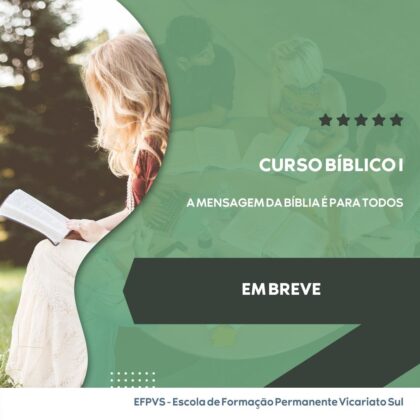 CURSO BÍBLICO I
A MENSAGEM DA BÍBLIA É PARA TODOS
EM BREVE
EFPVS - Escola de Formação Permanente Vicariato Sul